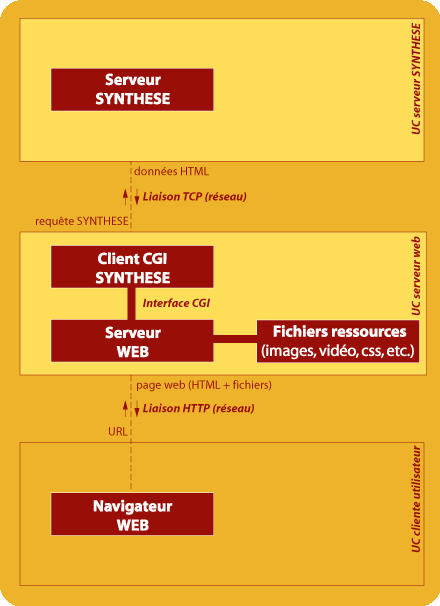 UC serveur SYNTHESE
Serveur
SYNTHESE
données HTML
Liaison TCP (réseau)
requête SYNTHESE
UC serveur web
Client CGI
SYNTHESE
Interface CGI
Serveur
WEB
Fichiers ressources
(images, vidéo, css, etc.)
page web (HTML + fichiers)
Liaison HTTP (réseau)
URL
UC cliente utilisateur
Navigateur
WEB